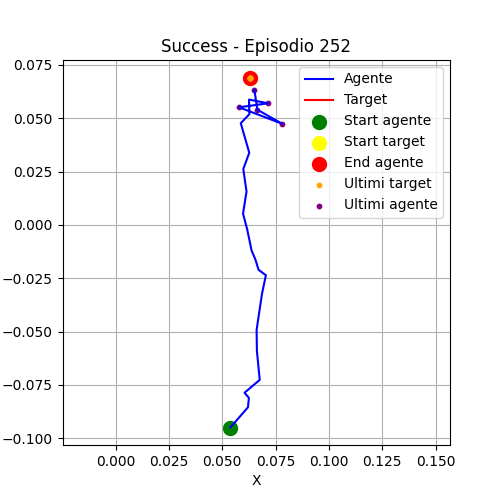 Success - Episodio 252
0.075
0.050
0.025
0.000
−0.025
−0.050
−0.075
−0.100
Agente
Target
Start agente
Start target
End agente
Ultimi target
Ultimi agente
0.000 0.025 0.050 0.075 0.100 0.125 0.150
X